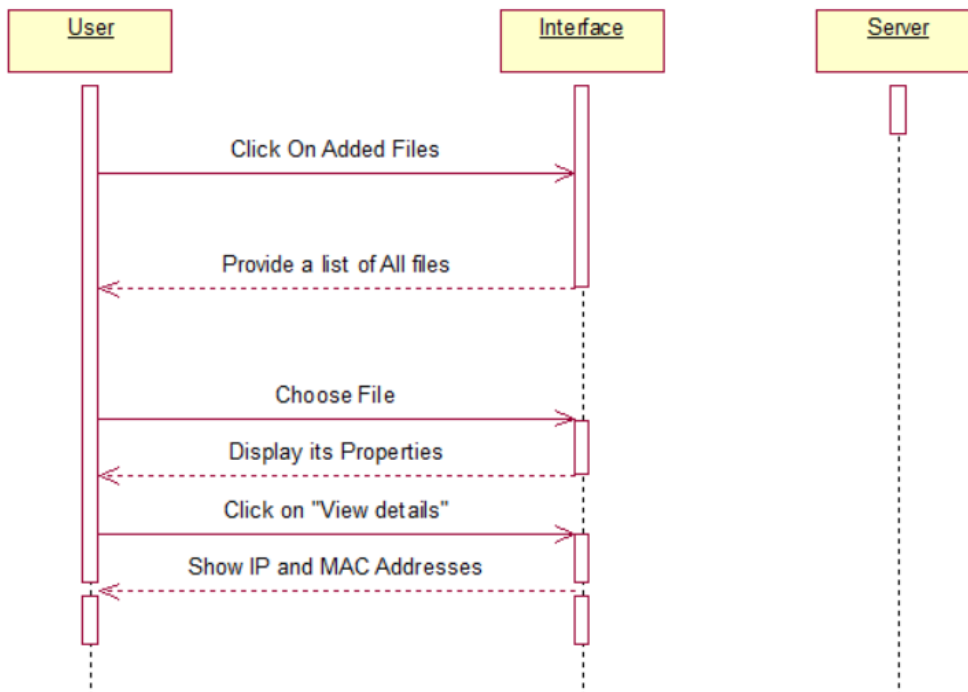 User
Interface
Server
Click On Added Files
Provide a list of All files
Choose File
Display its Properties
Click on "View details"
Show IP and MAC Addresses